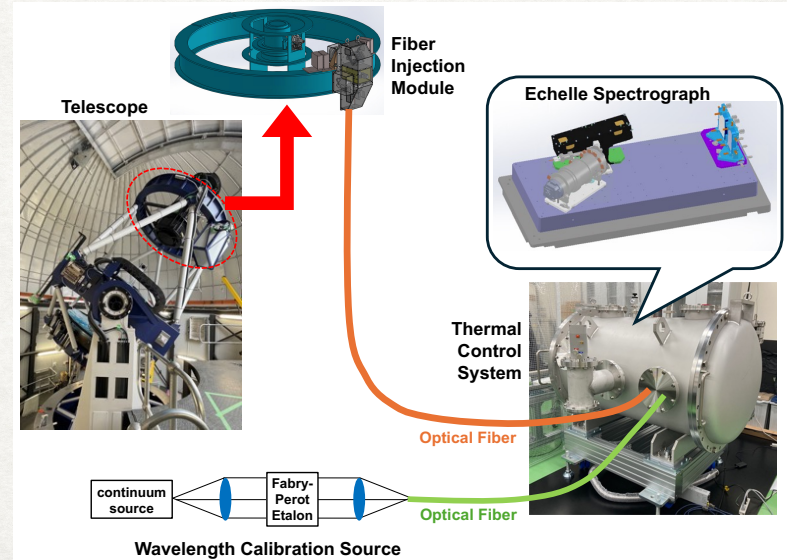 Fiber
Injection
Module
Telescope
Echelle Spectrograph
Thermal
Control
System
Optical Fiber
continuum
source
Fabry-
Perot
Etalon
Optical Fiber
Wavelength Calibration Source